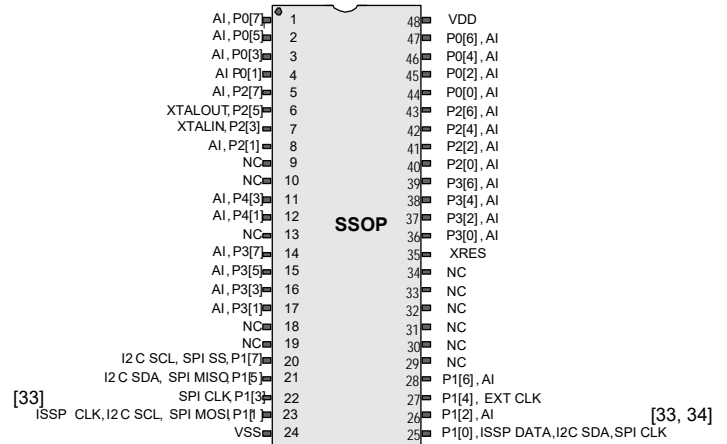 AI, P0[7] 1
AI, P0[5] 2
AI, P0[3] 3
AI P0[1] 4
AI, P2[7] 5
XTALOUT, P2[5] 6
XTALIN, P2[3] 7
AI, P2[1] 8
NC 9
NC 10
AI, P4[3] 11
AI, P4[1] 12
NC 13
AI, P3[7] 14
AI, P3[5] 15
AI, P3[3] 16
AI, P3[1] 17
NC 18
NC 19
I2C SCL, SPI SS, P1[7] 20
I2C SDA, SPI MISO, P1[5] 21
[33] SPI CLK, P1[3] 22
ISSP CLK, I2C SCL, SPI MOSI, P1[1] 23
VSS 24
SSOP
48 VDD
47 P0[6], AI
46 P0[4], AI
45 P0[2], AI
44 P0[0], AI
43 P2[6], AI
42 P2[4], AI
41 P2[2], AI
40 P2[0], AI
39 P3[6], AI
38 P3[4], AI
37 P3[2], AI
36 P3[0], AI
35 XRES
34 NC
33 NC
32 NC
31 NC
30 NC
29 NC
28 P1[6], AI
27 P1[4], EXT CLK
26 P1[2], AI [33, 34]
25 P1[0], ISSP DATA, I2C SDA, SPI CLK